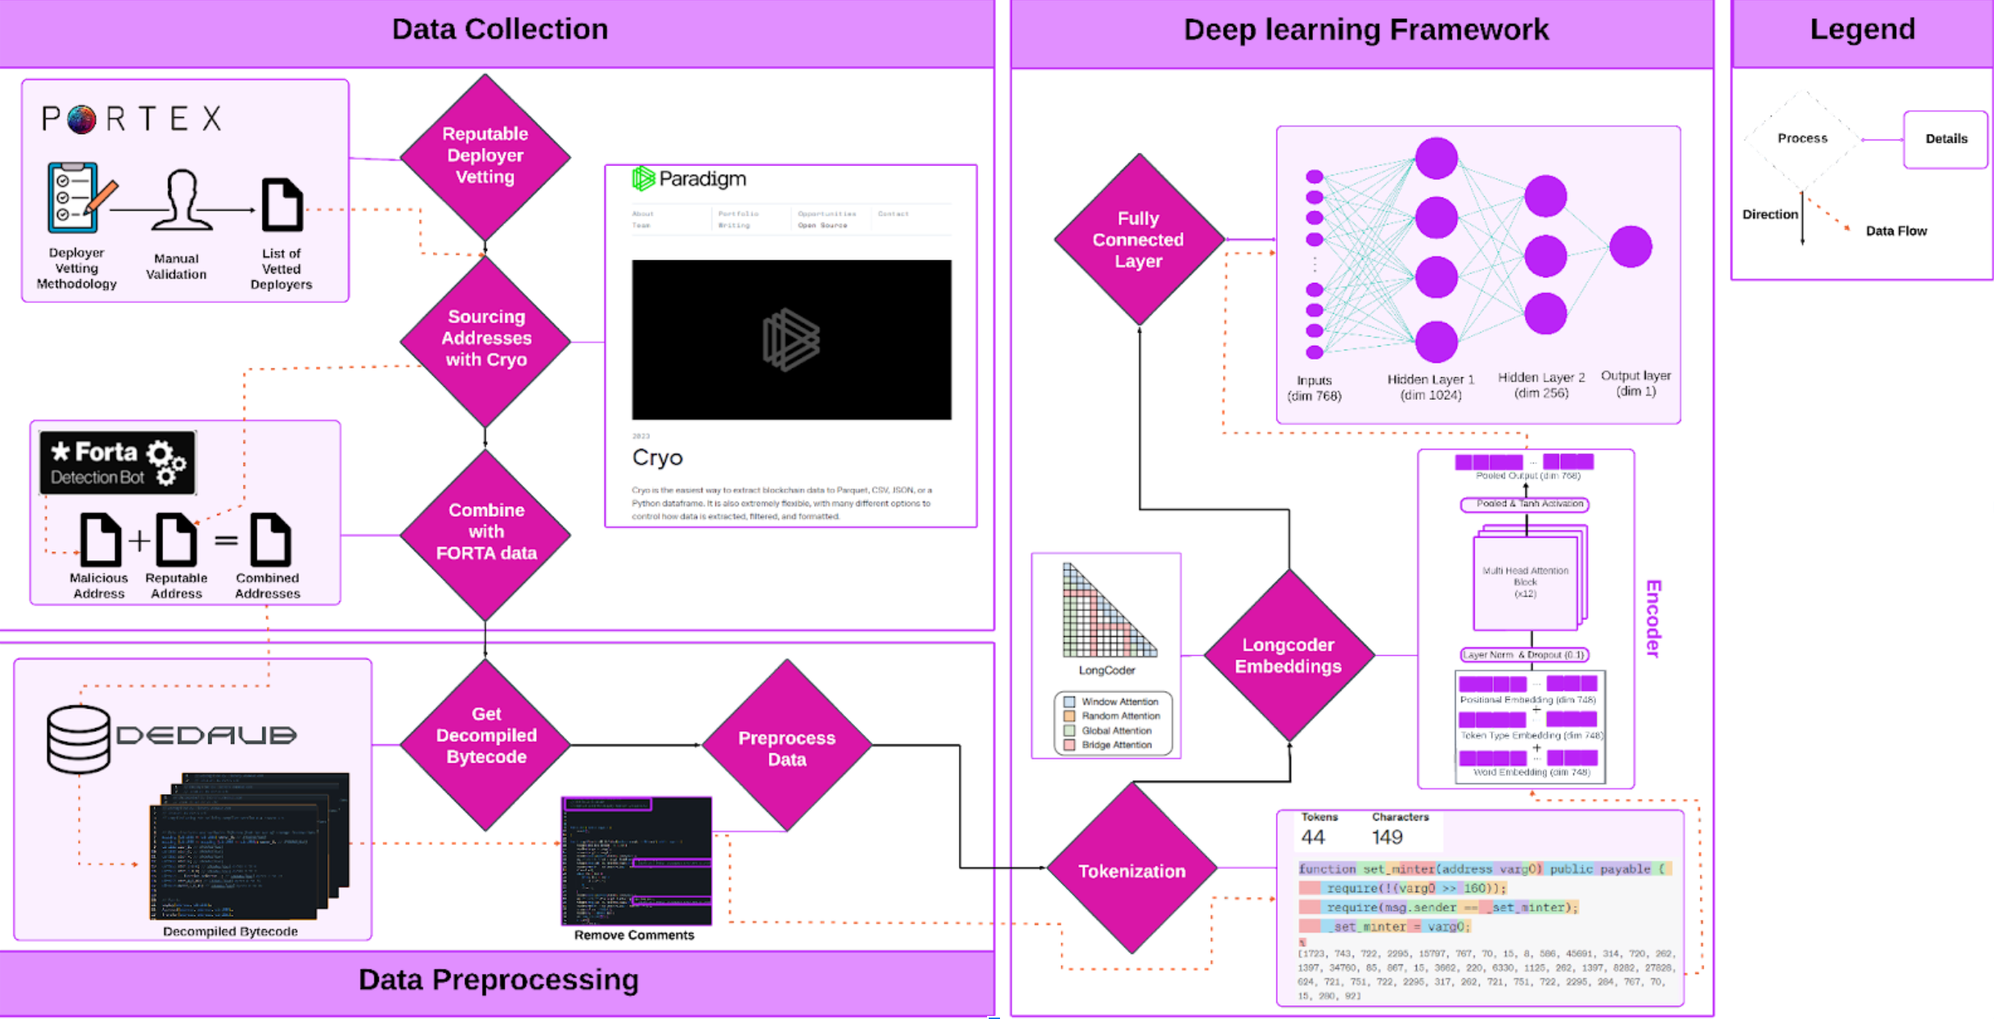 Data Collection
PORTEX
Deployer
Vetting
Methodology
Manual
Validation
List of
Vetted
Deployers
Reputable
Deployer
Vetting
Sourcing
Addresses
with Cryo
Paradigm
About
Portfolio
Opportunities
Contact
Team
Writing
Open Source
2023
Cryo
Cryo is the easiest way to extract blockchain data to Parquet, CSV, JSON, or a
Python dataframe. It is also extremely flexible, with many different options to
control how data is extracted, filtered, and formatted.
Forta
Detection Bot
Malicious
Address
Reputable
Address
Combined
Addresses
Combine
with
FORTA data
DEDAUB
Decompiled Bytecode
Get
Decompiled
Bytecode
Preprocess
Data
Remove Comments
Data Preprocessing
Deep learning Framework
Fully
Connected
Layer
Inputs
(dim 768)
Hidden Layer 1
(dim 1024)
Hidden Layer 2
(dim 256)
Output layer
(dim 1)
Pooled Output (dim 768)
Pooled & Tanh Activation
Multi Head Attention
Block
(x12)
Layer Norm & Dropout (0.1)
Positional Embedding (dim 748)
+
Token Type Embedding (dim 748)
+
Word Embedding (dim 748)
Encoder
Longcoder
Embeddings
LongCoder
Window Attention
Random Attention
Global Attention
Bridge Attention
Tokenization
Tokens
Characters
44
149
function set_minter(address varg0) public payable {
require(!(varg0 >> 160));
require(msg.sender == _set_minter);
_set_minter = varg0;
}
[1723, 743, 722, 2295, 15797, 767, 70, 15, 8, 586, 45691, 314, 720, 262,
1397, 34760, 85, 867, 15, 3662, 220, 6330, 1125, 262, 1397, 8282, 27828,
624, 721, 751, 722, 2295, 317, 262, 721, 751, 722, 2295, 284, 767, 70,
15, 280, 92]
Legend
Process
Details
Direction
Data Flow